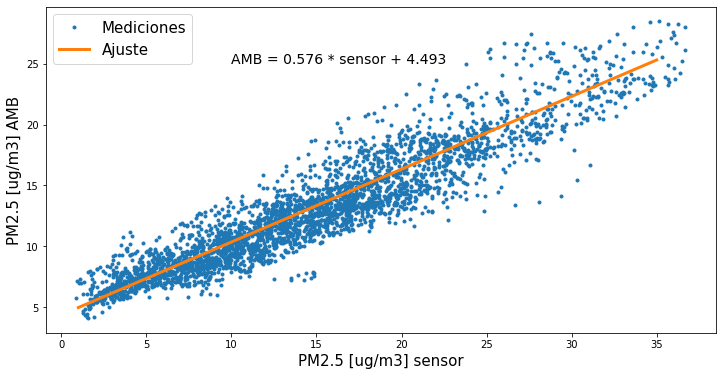 Mediciones
Ajuste
AMB = 0.576 * sensor + 4.493
PM2.5 [ug/m3] AMB
25
20
15
10
5
0 5 10 15 20 25 30 35
PM2.5 [ug/m3] sensor